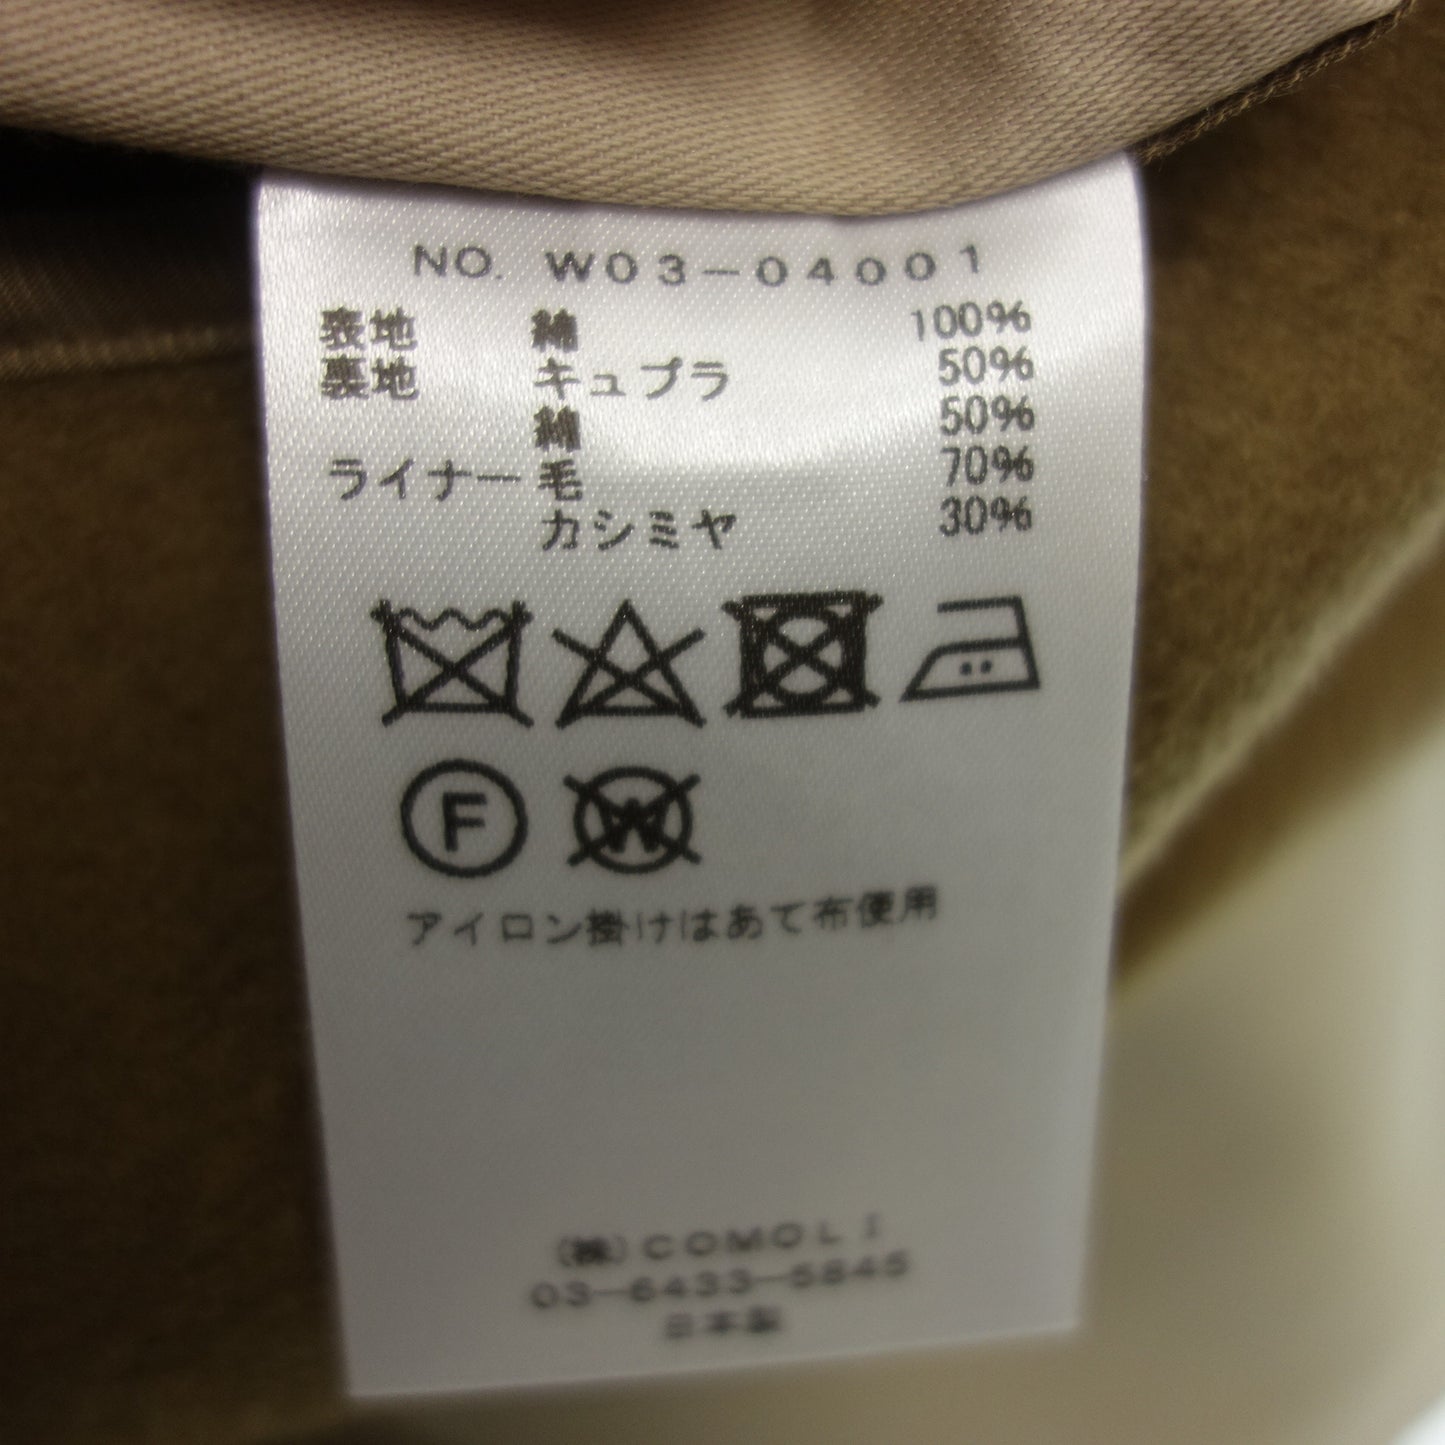 NO. W03-04001
表地 綿 100%
裏地 キュプラ 50%
綿 50%
ライナー 毛 70%
カシミヤ 30%
F
W
アイロン掛けはあて布使用
(株)COMOLI
03-6433-5845
日本製